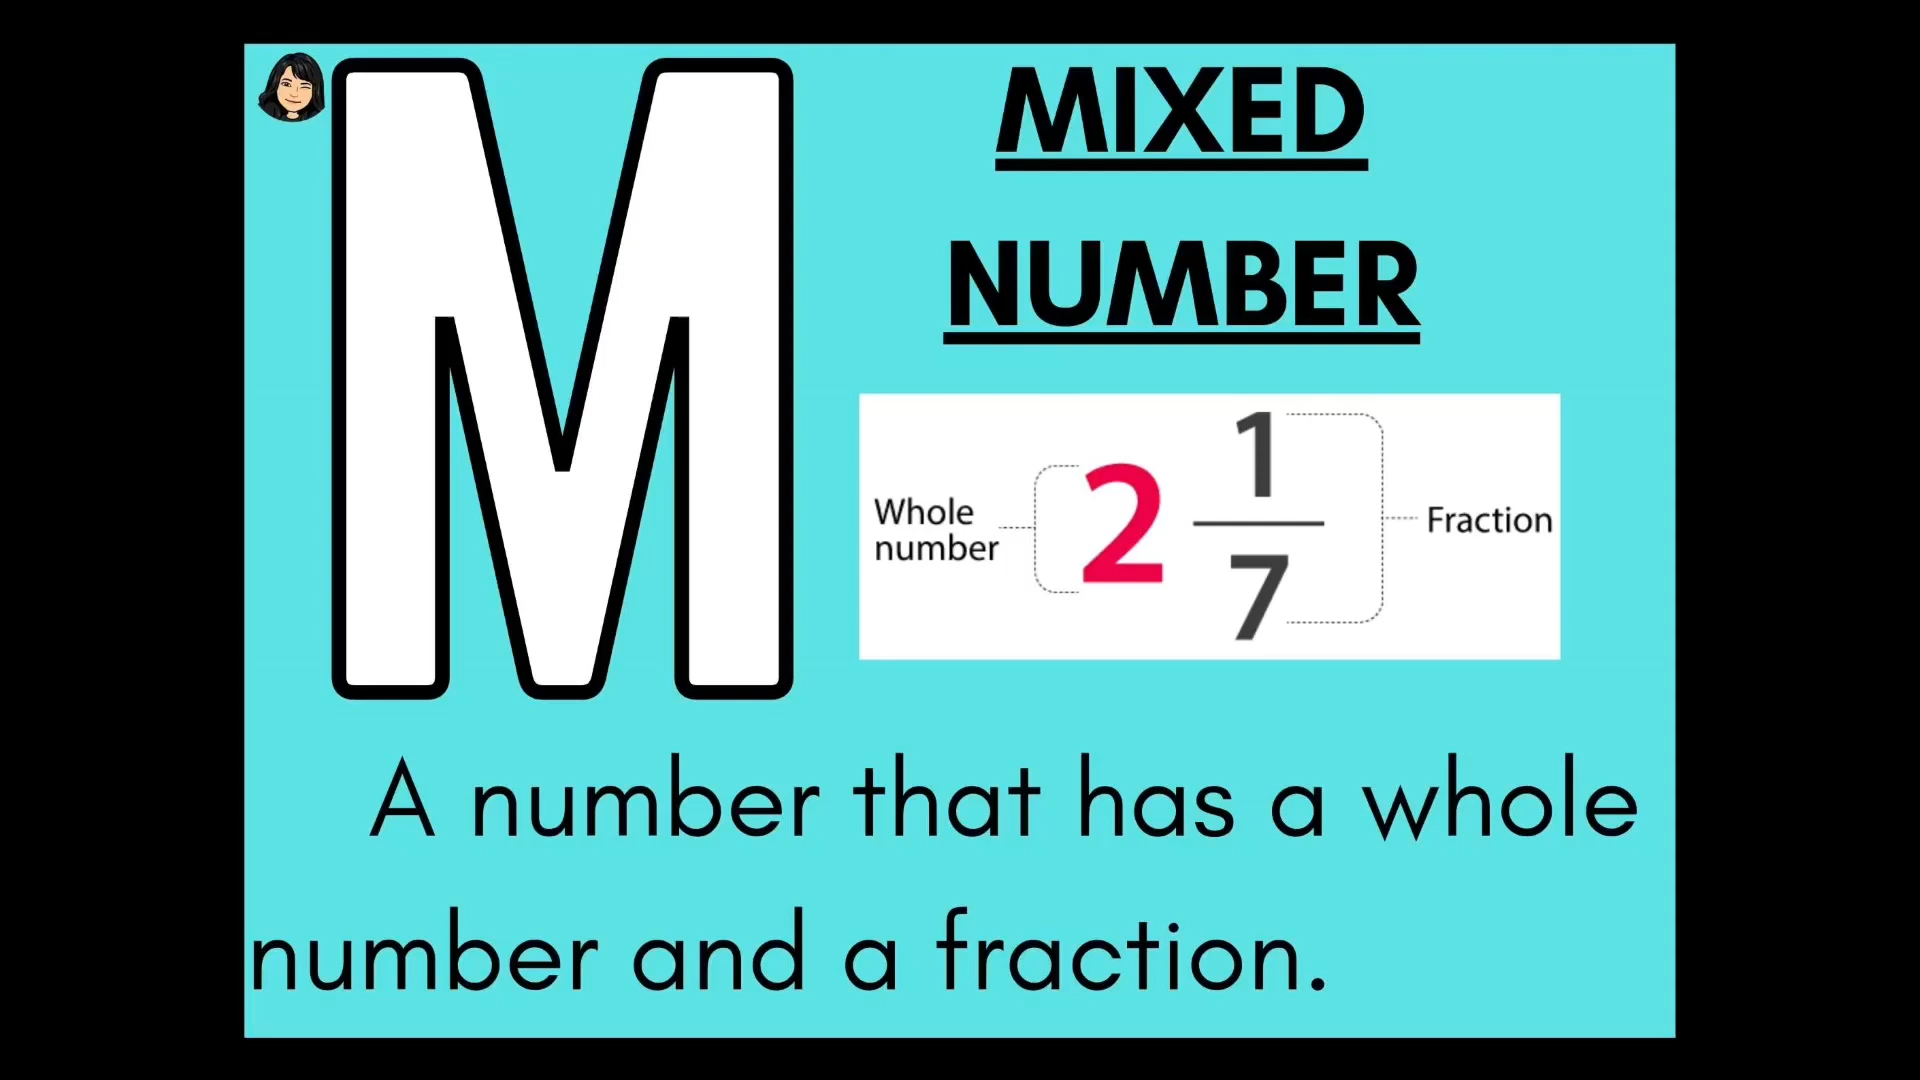 M
MIXED
NUMBER
Whole
number
2 1/7
Fraction
A number that has a whole
number and a fraction.